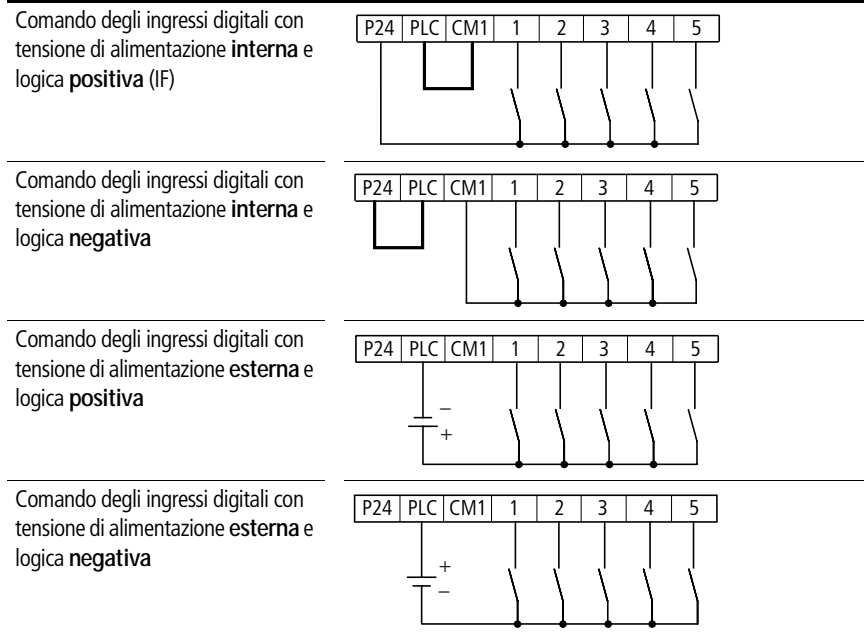 Comando degli ingressi digitali con
tensione di alimentazione interna e
logica positiva (IF)
P24 PLC CM1 1 2 3 4 5
Comando degli ingressi digitali con
tensione di alimentazione interna e
logica negativa
P24 PLC CM1 1 2 3 4 5
Comando degli ingressi digitali con
tensione di alimentazione esterna e
logica positiva
P24 PLC CM1 1 2 3 4 5
−
+
Comando degli ingressi digitali con
tensione di alimentazione esterna e
logica negativa
P24 PLC CM1 1 2 3 4 5
+
−